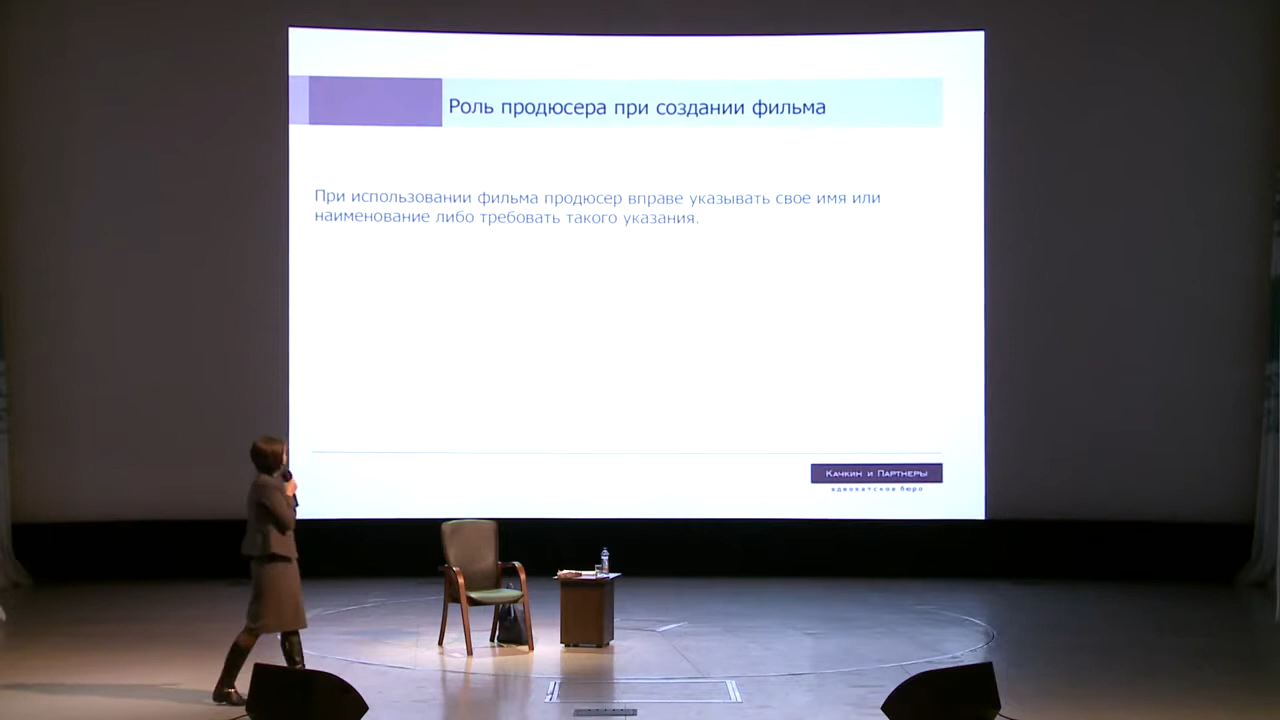 Роль продюсера при создании фильма
При использовании фильма продюсер вправе указывать свое имя или
наименование либо требовать такого указания.
Качкин и Партнеры
адвокатское бюро